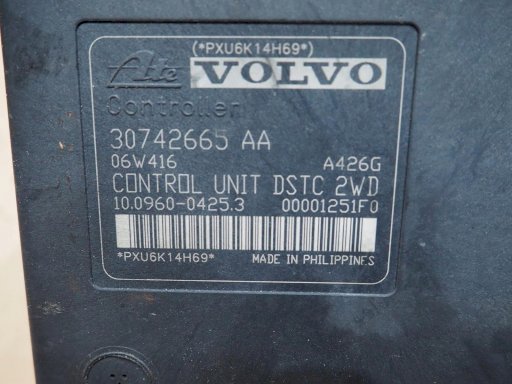 (*PXU6K14H69*)
Ate VOLVO
Controller
30742665 AA
06W416 A426G
CONTROL UNIT DSTC 2WD
10.0960-0425.3 00001251F0
*PXU6K14H69* MADE IN PHILIPPINES